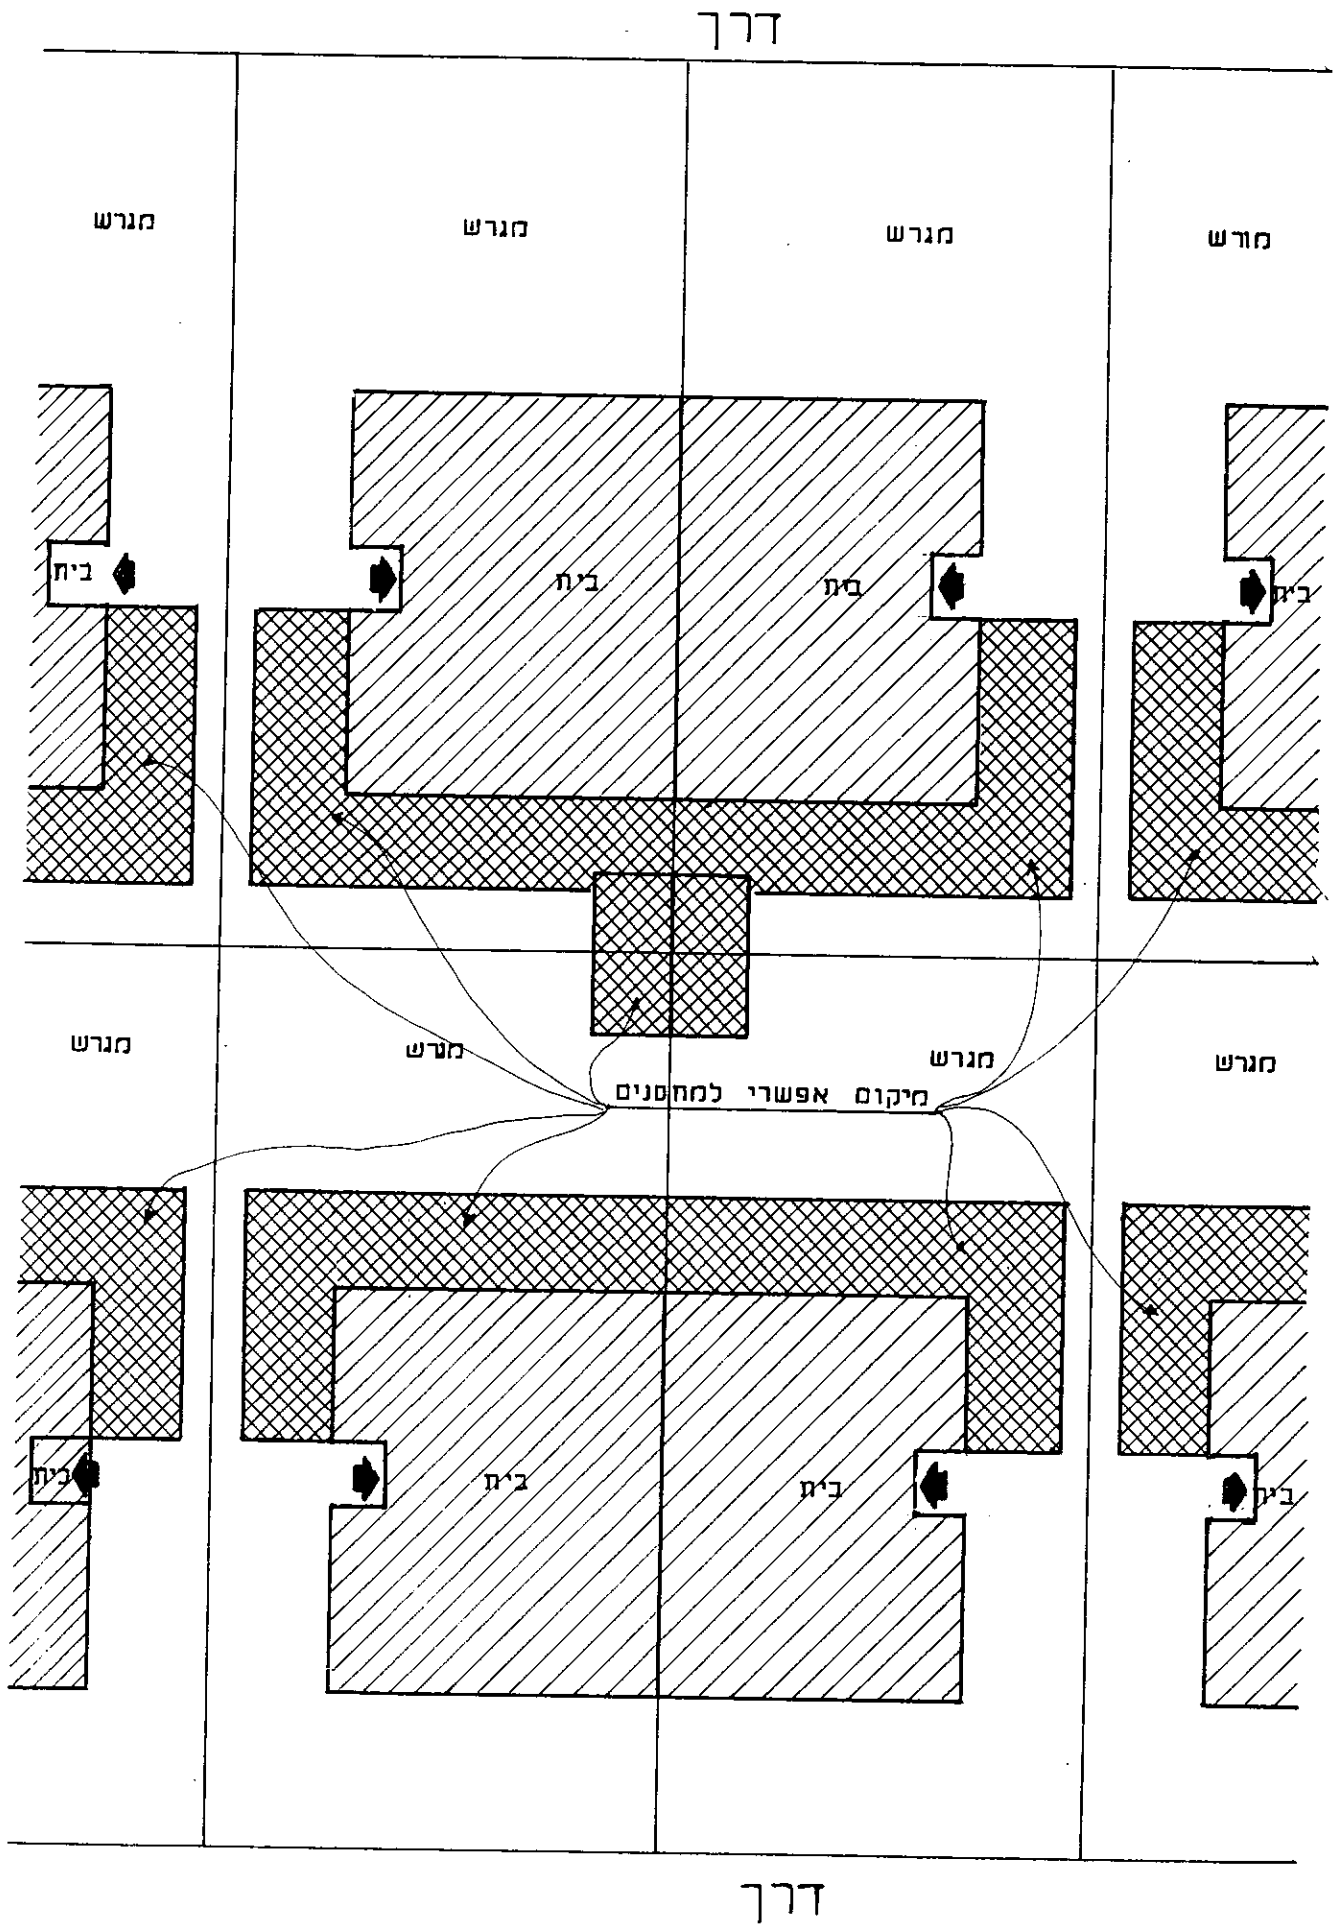 דרך
מגרש מגרש מגרש מורש
בית בית בית בית
מגרש מגרש מגרש מגרש
מיקום אפשרי למחסנים
בית בית בית בית
דרך